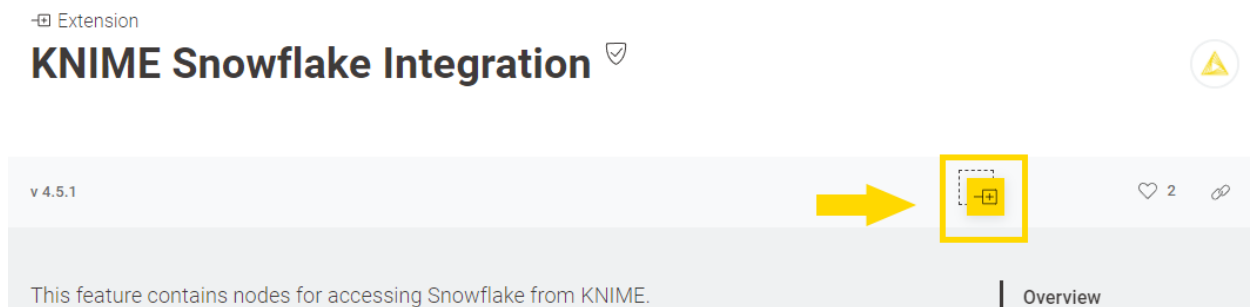 Extension
KNIME Snowflake Integration
v 4.5.1
2
This feature contains nodes for accessing Snowflake from KNIME.
Overview